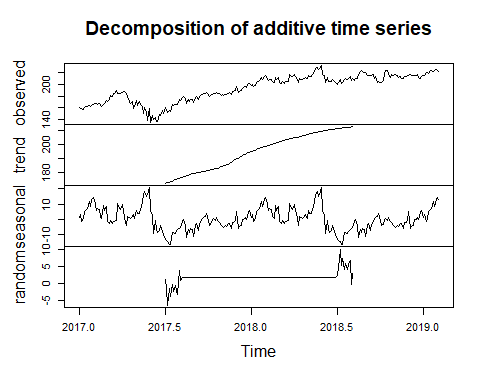 Decomposition of additive time series
observed
140 200
trend
180 220
seasonal
-10 10
random
-5 0 5 10
2017.0 2017.5 2018.0 2018.5 2019.0
Time